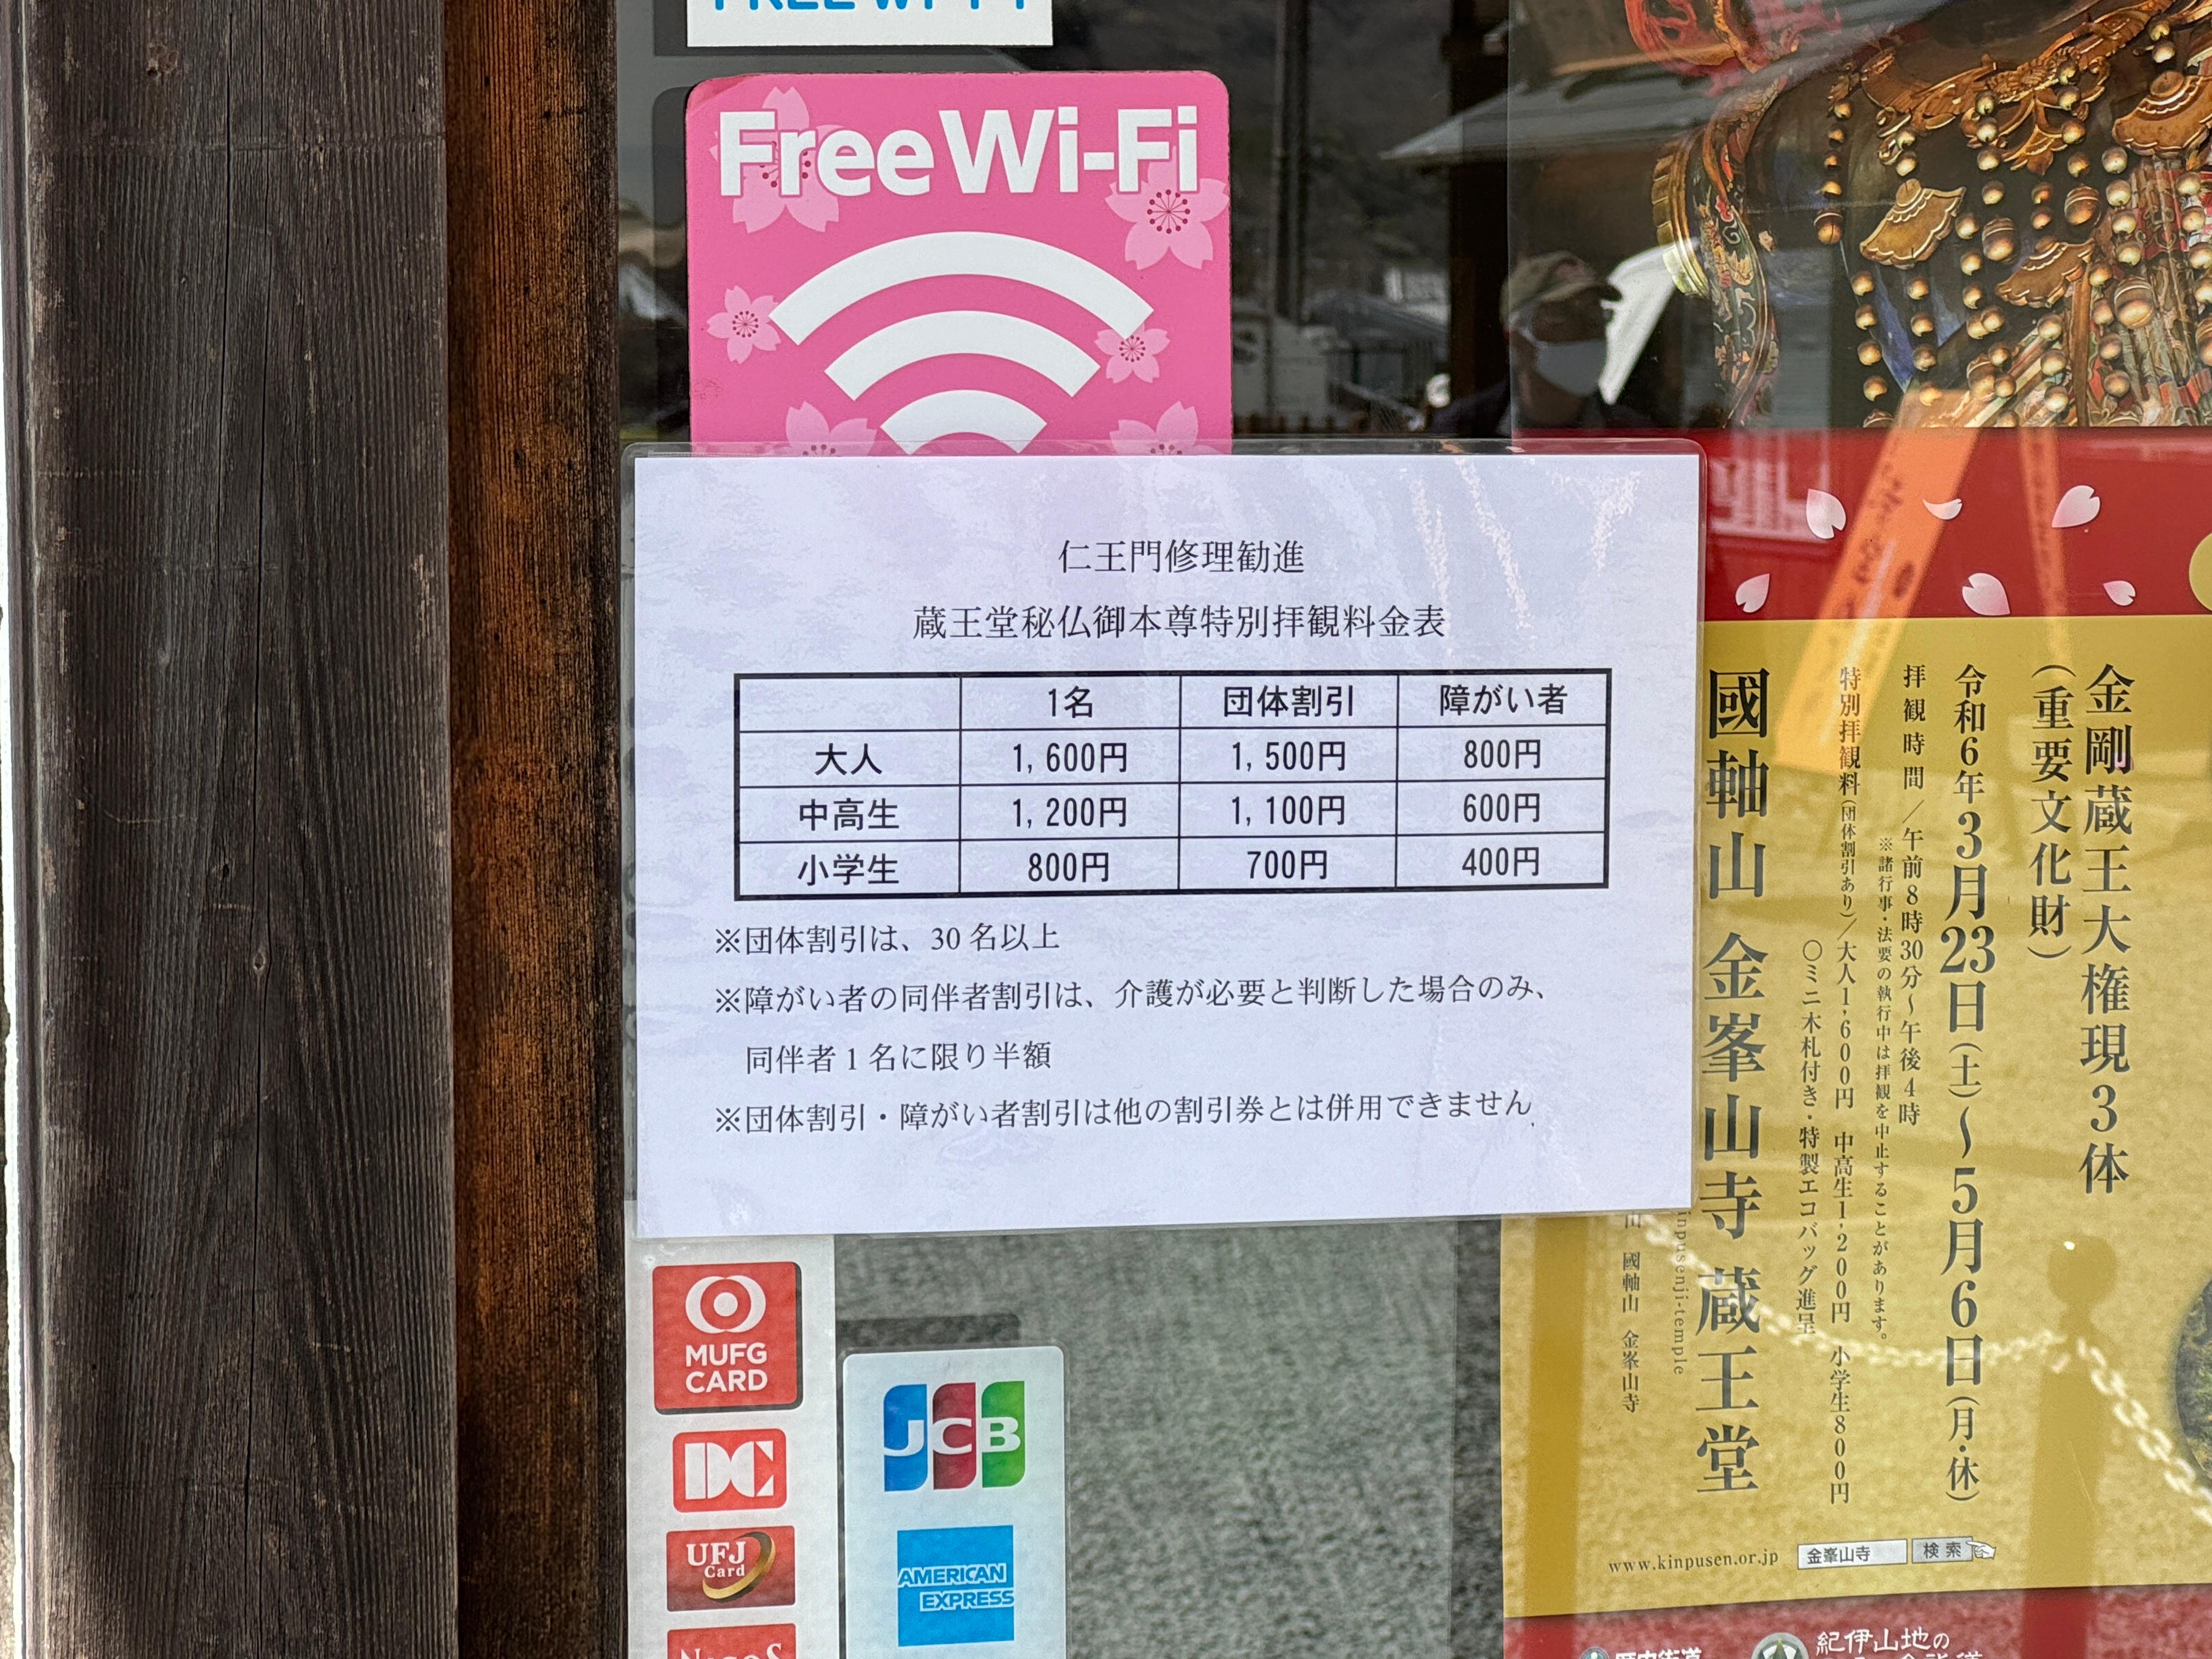 FREE Wi-Fi
Free Wi-Fi
仁王門修理勧進
蔵王堂秘仏御本尊特別拝観料金表
1名 団体割引 障がい者
大人 1,600円 1,500円 800円
中高生 1,200円 1,100円 600円
小学生 800円 700円 400円
※団体割引は、30名以上
※障がい者の同伴者割引は、介護が必要と判断した場合のみ、
同伴者1名に限り半額
※団体割引・障がい者割引は他の割引券とは併用できません
MUFG
CARD
DC
UFJ
Card
NICOS
JCB
AMERICAN
EXPRESS
金剛蔵王大権現3体
(重要文化財)
令和6年3月23日(土)〜5月6日(月・休)
拝観時間/午前8時30分〜午後4時
※諸行事・法要の執行中は拝観を中止することがあります。
特別拝観料(団体割引あり)/大人1,600円 中高生1,200円 小学生800円
○ミニ木札付き・特製エコバッグ進呈
國軸山 金峯山寺 蔵王堂
inpusenji-temple
山 國軸山 金峯山寺
www.kinpusen.or.jp 金峯山寺 検索
歴史街道
紀伊山地の